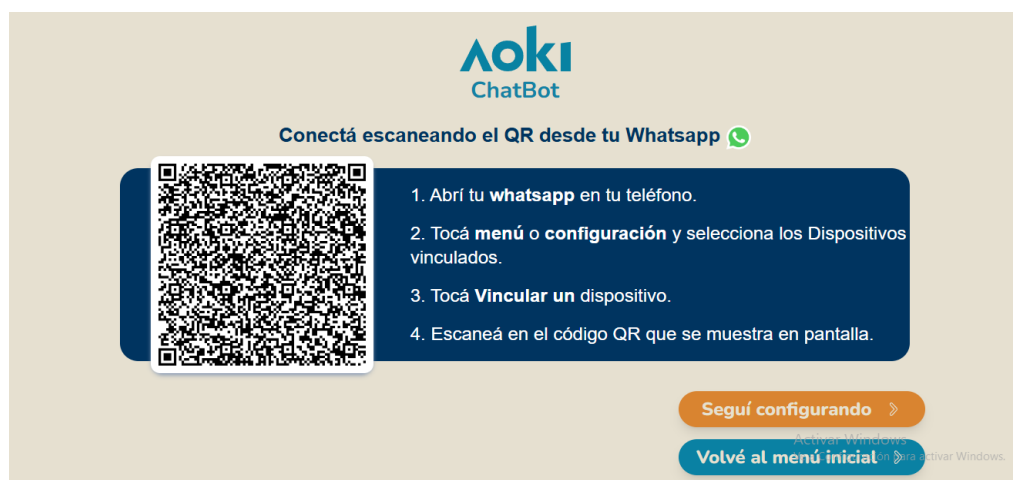 Aoki
ChatBot
Conectá escaneando el QR desde tu Whatsapp
1. Abrí tu whatsapp en tu teléfono.
2. Tocá menú o configuración y selecciona los Dispositivos
vinculados.
3. Tocá Vincular un dispositivo.
4. Escaneá en el código QR que se muestra en pantalla.
Seguí configurando
Activar Windows
Volvé al menú inicial
para activar Windows.